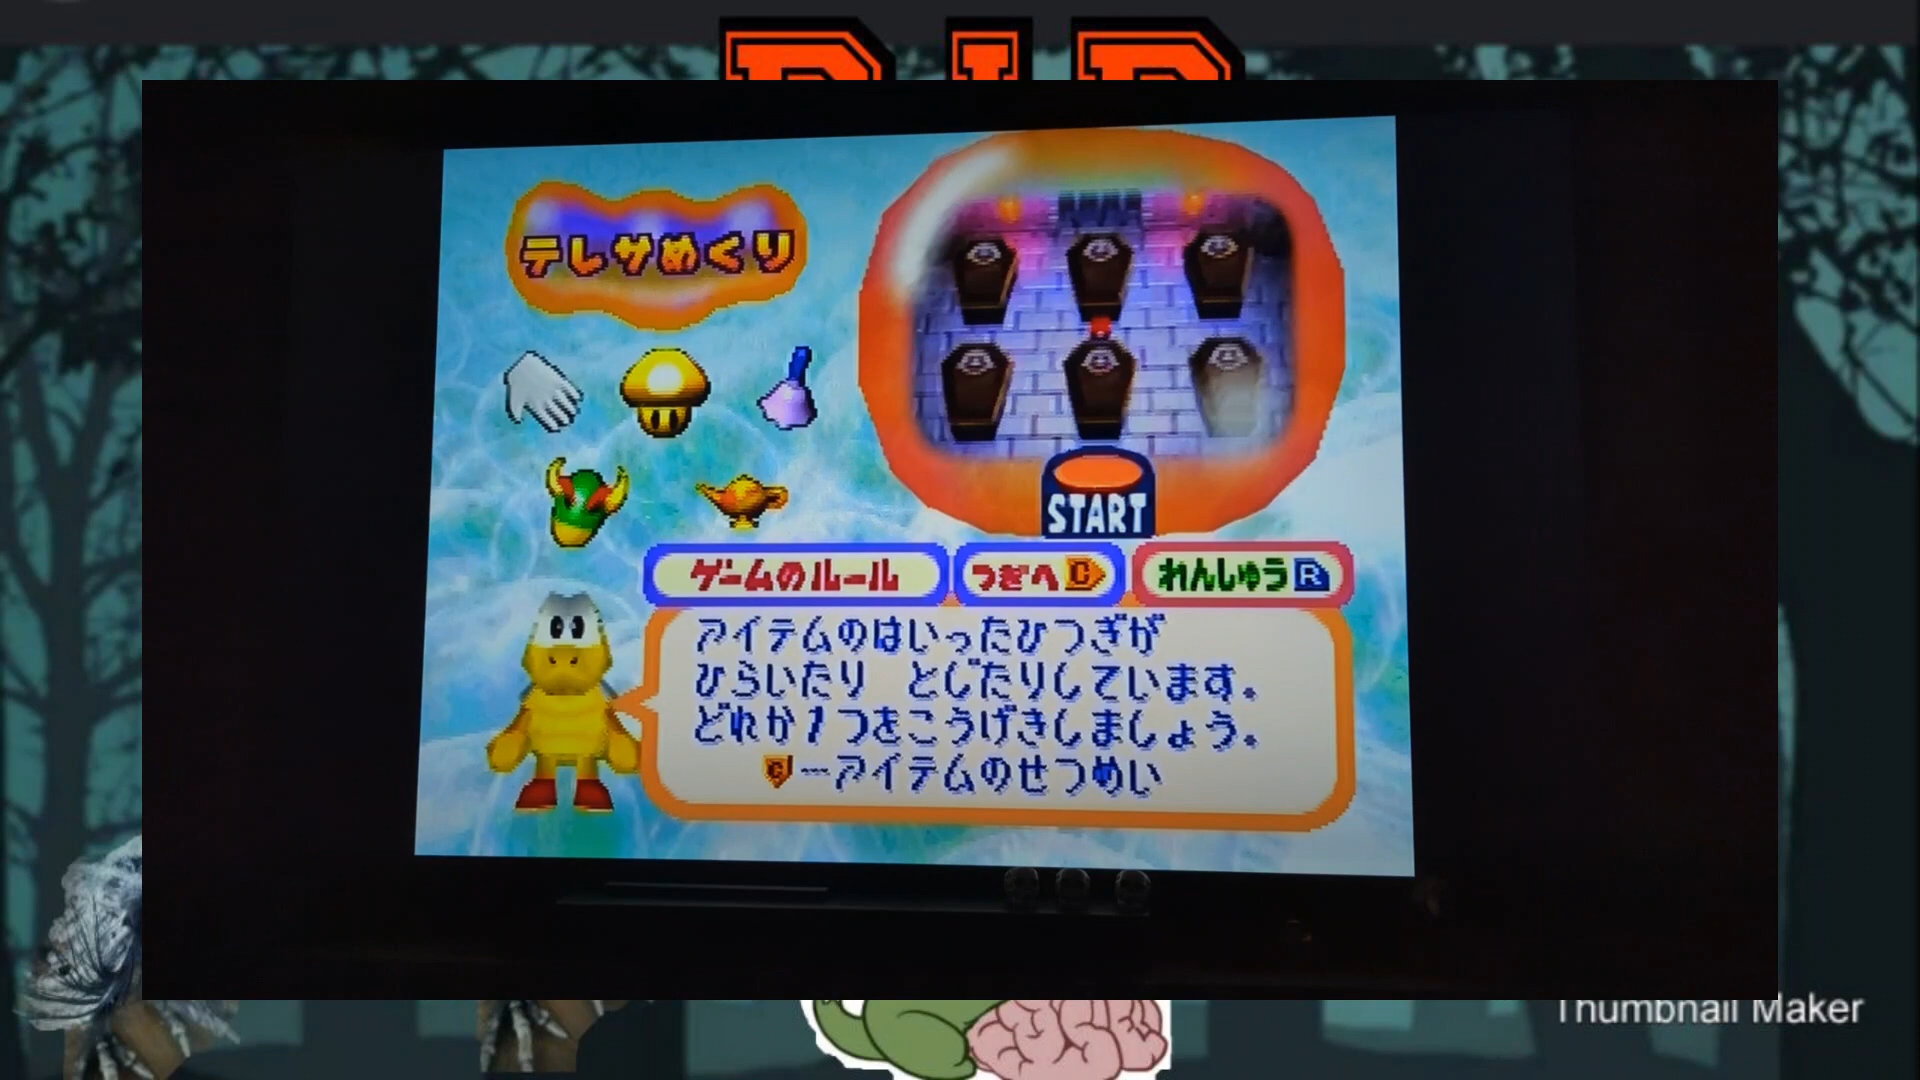 テレサめくり
START
ゲームのルール
つぎへ C
れんしゅう R
アイテムのはいったひつぎが
ひらいたり とじたりしています。
どれか1つをこうげきしましょう。
C…アイテムのせつめい
Thumbnail Maker